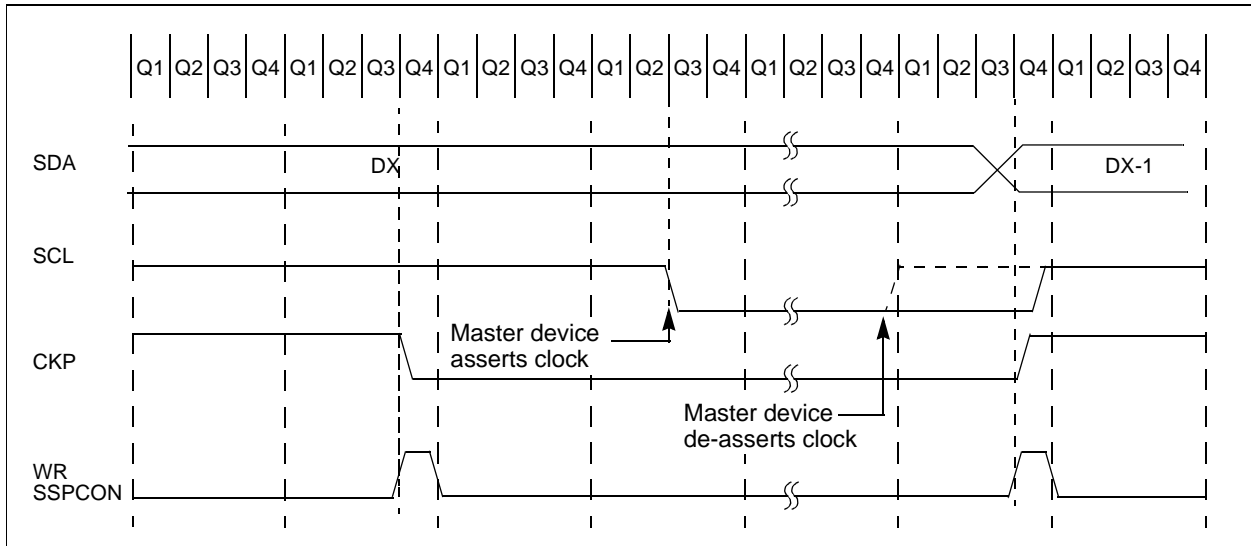 Q1 Q2 Q3 Q4 Q1 Q2 Q3 Q4 Q1 Q2 Q3 Q4 Q1 Q2 Q3 Q4 Q1 Q2 Q3 Q4 Q1 Q2 Q3 Q4 Q1 Q2 Q3 Q4
SDA
DX
DX-1
SCL
Master device
asserts clock
CKP
Master device
de-asserts clock
WR
SSPCON